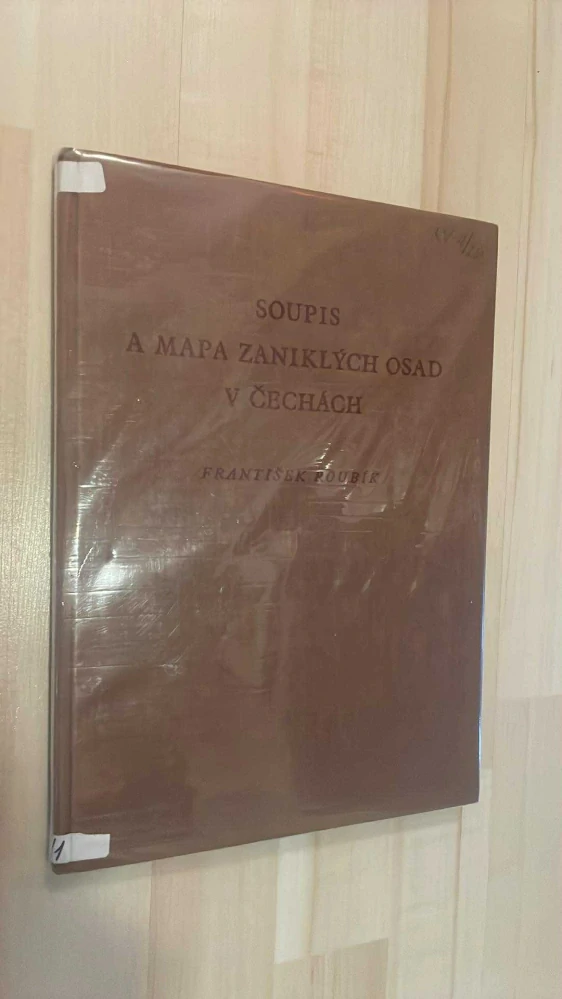 SOUPIS
A MAPA ZANIKLÝCH OSAD
V ČECHÁCH
FRANTIŠEK ROUBÍK